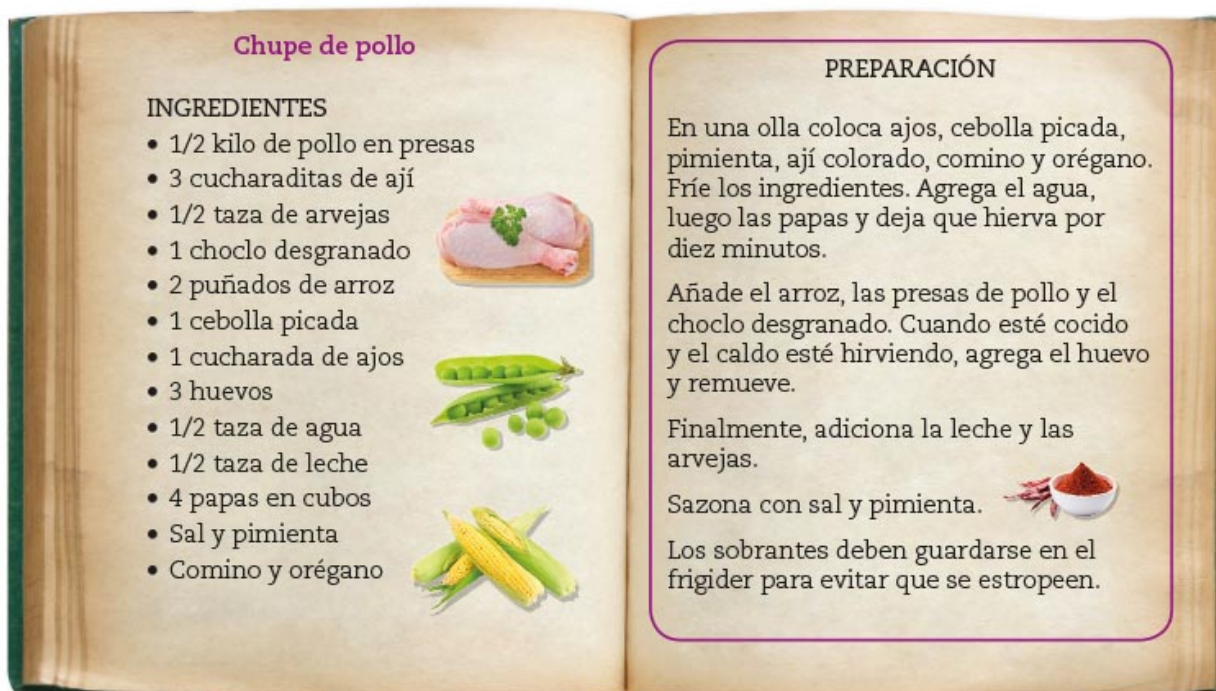 Chupe de pollo
INGREDIENTES
• 1/2 kilo de pollo en presas
• 3 cucharaditas de ají
• 1/2 taza de arvejas
• 1 choclo desgranado
• 2 puñados de arroz
• 1 cebolla picada
• 1 cucharada de ajos
• 3 huevos
• 1/2 taza de agua
• 1/2 taza de leche
• 4 papas en cubos
• Sal y pimienta
• Comino y orégano
PREPARACIÓN
En una olla coloca ajos, cebolla picada,
pimienta, ají colorado, comino y orégano.
Fríe los ingredientes. Agrega el agua,
luego las papas y deja que hierva por
diez minutos.
Añade el arroz, las presas de pollo y el
choclo desgranado. Cuando esté cocido
y el caldo esté hirviendo, agrega el huevo
y remueve.
Finalmente, adiciona la leche y las
arvejas.
Sazona con sal y pimienta.
Los sobrantes deben guardarse en el
frigider para evitar que se estropeen.